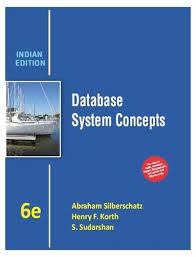 INDIAN
EDITION
Database
System Concepts
6e
Abraham Silberschatz
Henry F. Korth
S. Sudarshan